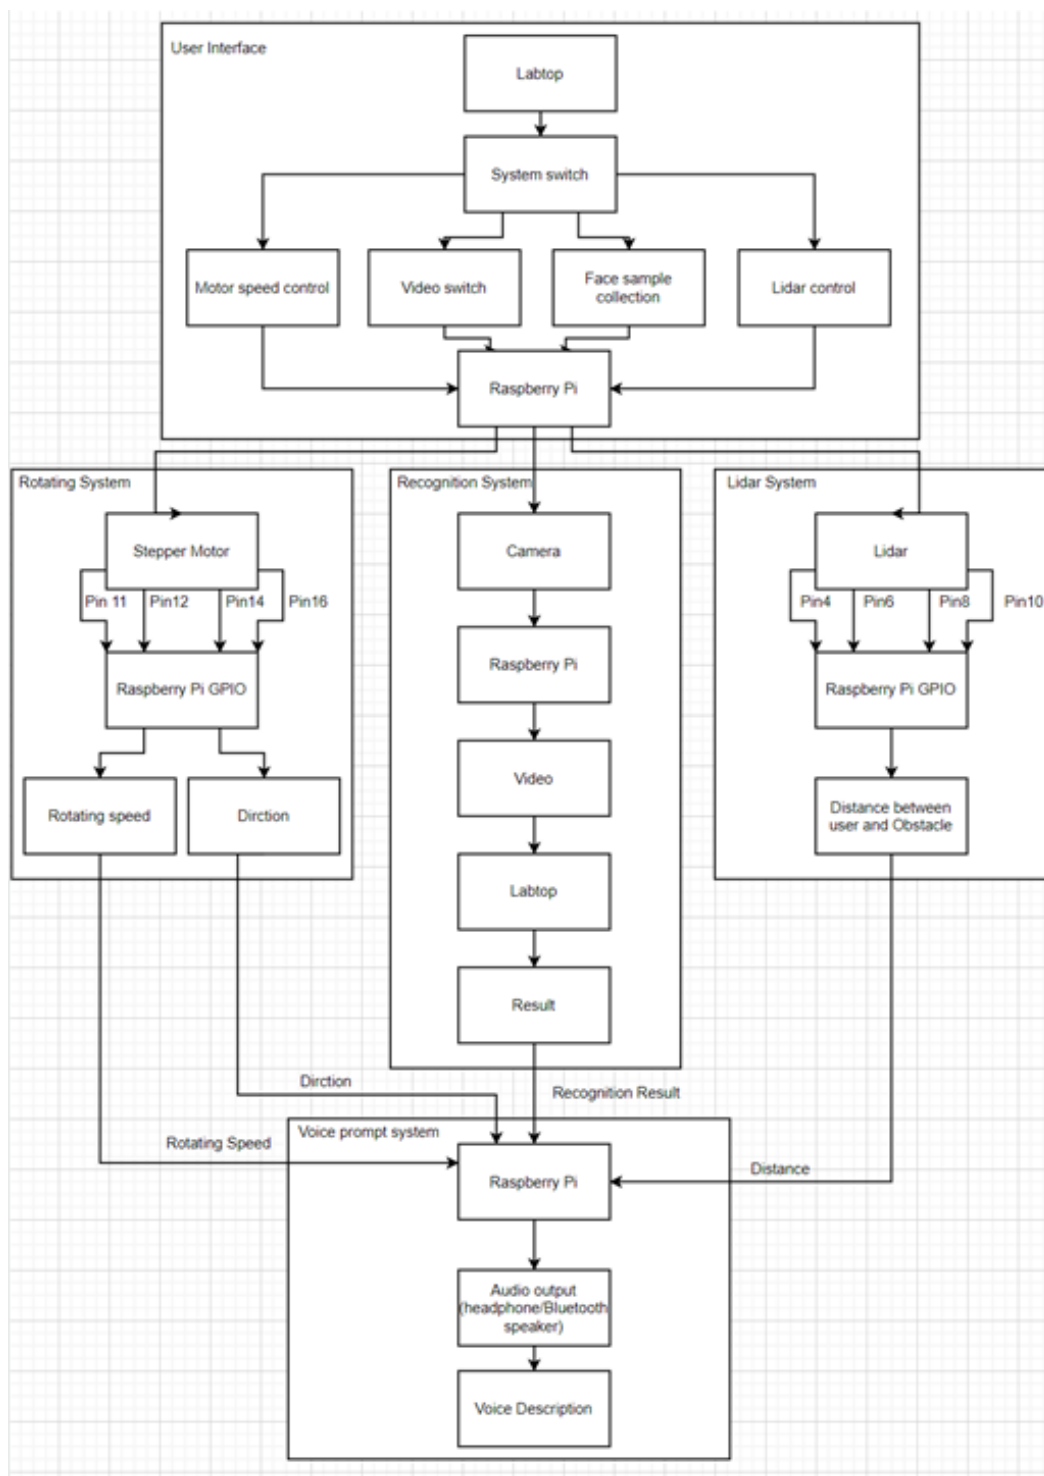 User Interface
Labtop
System switch
Motor speed control
Video switch
Face sample
collection
Lidar control
Raspberry Pi
Rotating System
Stepper Motor
Pin 11
Pin12
Pin14
Pin16
Raspberry Pi GPIO
Rotating speed
Dirction
Recognition System
Camera
Raspberry Pi
Video
Labtop
Result
Lidar System
Lidar
Pin4
Pin6
Pin8
Pin10
Raspberry Pi GPIO
Distance between
user and Obstacle
Dirction
Recognition Result
Rotating Speed
Distance
Voice prompt system
Raspberry Pi
Audio output
(headphone/Bluetooth
speaker)
Voice Description